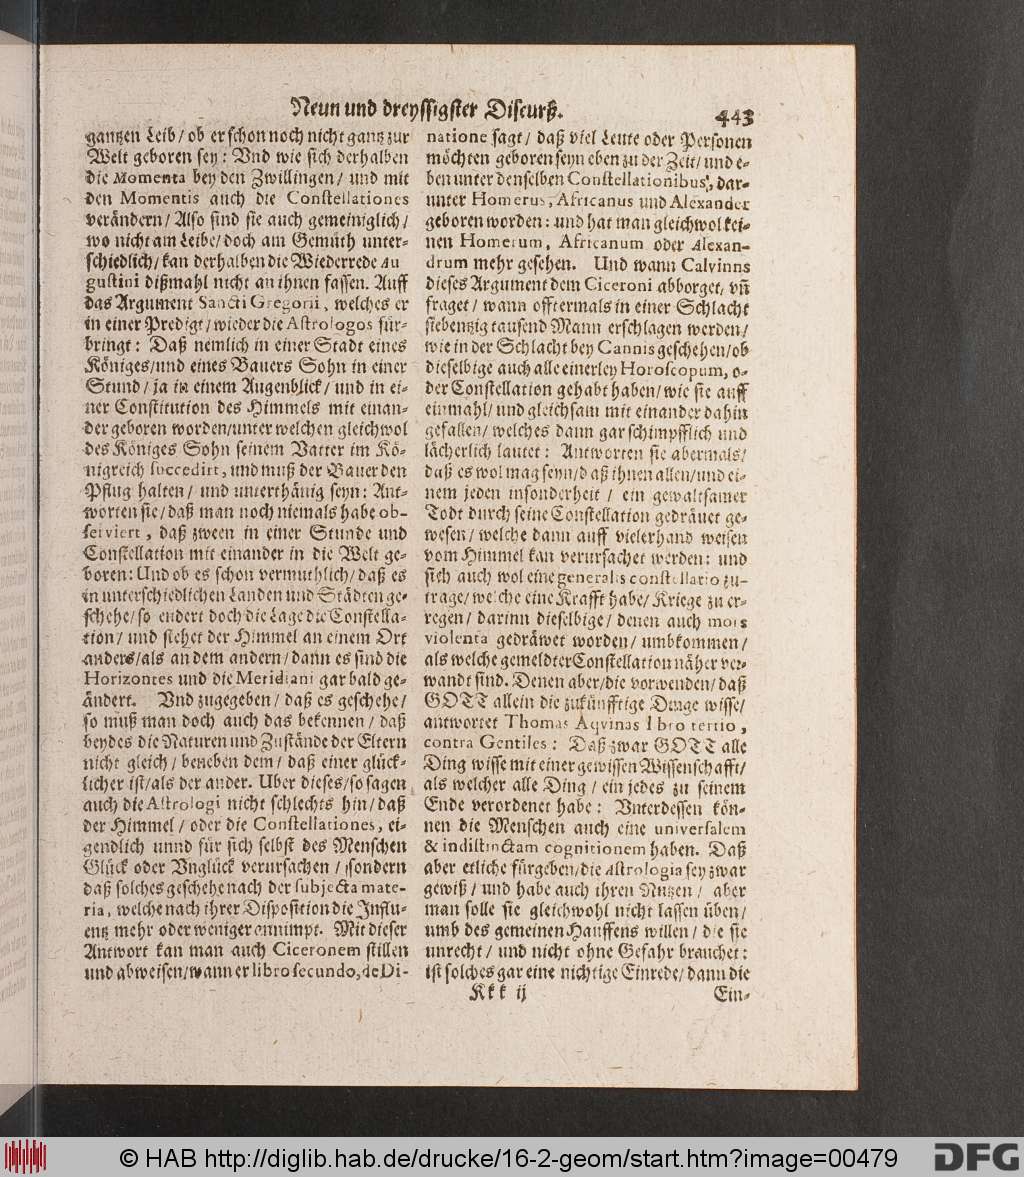 Neun und dreyssigster Discurß.
443
gantzen Leib / ob er schon noch nicht gantz zur
Welt geboren sey: Vnd wie sich derhalben
die Momenta bey den Zwillingen / und mit
den Momentis auch die Constellationes
verändern / Also sind sie auch gemeiniglich /
wo nicht am Leibe / doch am Gemüth unter-
schiedlich / kan derhalben die Wiederrede Au
gustini dißmahl nicht an ihnen fassen. Auff
das Argument Sancti Gregorii, welches er
in einer Predigt / wieder die Astrologos für-
bringt: Daß nemlich in einer Stadt eines
Königes / und eines Bauers Sohn in einer
Stund / ja in einem Augenblick / und in ei-
ner Constitution des Himmels mit einan-
der geboren worden / unter welchen gleichwol
des Königes Sohn seinem Vatter im Kö-
nigreich succedirt, und muß der Bauer den
Pflug halten / und unterthänig seyn: Ant-
worten sie / daß man noch niemals habe ob-
serviert, daß zween in einer Stunde und
Constellation mit einander in die Welt ge-
boren: Und ob es schon vermuthlich / daß es
in unterschiedlichen Landen und Städten ge-
schehe / so endert doch die Lage die Constella-
tion / und siehet der Himmel an einem Ort
anders / als an dem andern / dann es sind die
Horizontes und die Meridiani gar bald ge-
ändert. Vnd zugegeben / daß es geschehe /
so muß man doch auch das bekennen / daß
beydes die Naturen und Zustände der Eltern
nicht gleich / beneben dem / daß einer glück-
licher ist / als der ander. Uber dieses / so sagen
auch die Astrologi nicht schlechts hin / daß
der Himmel / oder die Constellationes, ei-
gendlich unnd für sich selbst des Menschen
Glück oder Vnglück verursachen / sondern
daß solches geschehe nach der subjecta mate-
ria, welche nach ihrer Disposition die Influ-
entz mehr oder weniger annimpt. Mit dieser
Antwort kan man auch Ciceronem stillen
und abweisen / wann er libro secundo, de Di-
natione sagt / daß viel Leute oder Personen
möchten geboren seyn eben zu der Zeit / und e-
ben unter denselben Constellationibus, dar-
unter Homerus, Africanus und Alexander
geboren worden: und hat man gleichwol kei-
nen Homerum, Africanum oder Alexan-
drum mehr gesehen. Und wann Calvinns
dieses Argument dem Ciceroni abborget / uñ
fraget / wann offtermals in einer Schlacht
siebentzig tausend Mann erschlagen werden /
wie in der Schlacht bey Cannis geschehen / ob
dieselbige auch alle einerley Horoscopum, o-
der Constellation gehabt haben / wie sie auff
einmahl / und gleichsam mit einander dahin
gefallen / welches dann gar schimpfflich und
lächerlich lautet: Antworten sie abermals /
daß es wol mag seyn / daß ihnen allen / und ei-
nem jeden insonderheit / ein gewaltsamer
Todt durch seine Constellation gedräuet ge-
wesen / welche dann auff vielerhand weisen
vom Himmel kan verursachet werden: und
sich auch wol eine generalis constellatio zu-
trage / welche eine Krafft habe / Kriege zu er-
regen / darinn dieselbige / denen auch mors
violenta gedräwet worden / umbkommen /
als welche gemeldter Constellation näher ver-
wandt sind. Denen aber / die vorwenden / daß
GOTT allein die zukünfftige Dinge wisse /
antwortet Thomas Aqvinas libro tertio,
contra Gentiles: Daß zwar GOTT alle
Ding wisse mit einer gewissen Wissenschafft /
als welcher alle Ding / ein jedes zu seinem
Ende verordenet habe: Vnterdessen kön-
nen die Menschen auch eine universalem
& indistinctam cognitionem haben. Daß
aber etliche fürgeben / die Astrologia sey zwar
gewiß / und habe auch ihren Nutzen / aber
man solle sie gleichwohl nicht lassen üben /
umb des gemeinen Hauffens willen / die sie
unrecht / und nicht ohne Gefahr brauchet:
ist solches gar eine nichtige Einrede / dann die
Kkk ij
Ein-
© HAB http://diglib.hab.de/drucke/16-2-geom/start.htm?image=00479
DFG